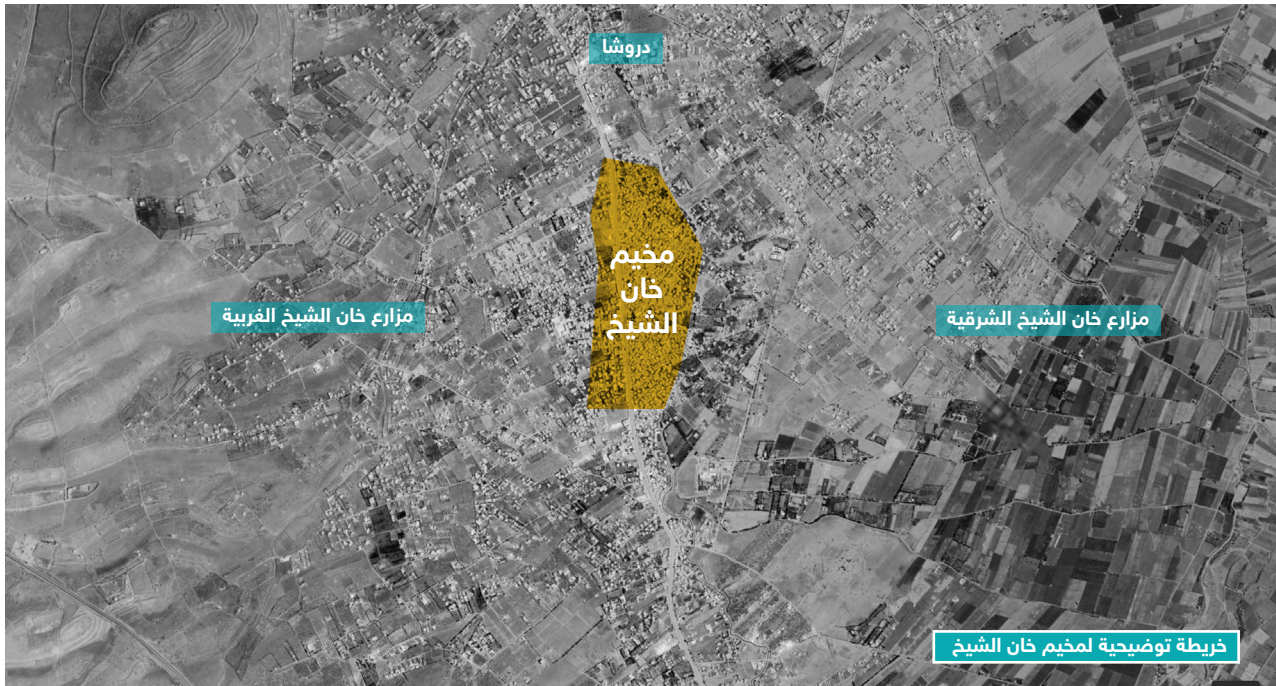 دروشا
مخيم
خان
الشيخ
مزارع خان الشيخ الغربية
مزارع خان الشيخ الشرقية
خريطة توضيحية لمخيم خان الشيخ